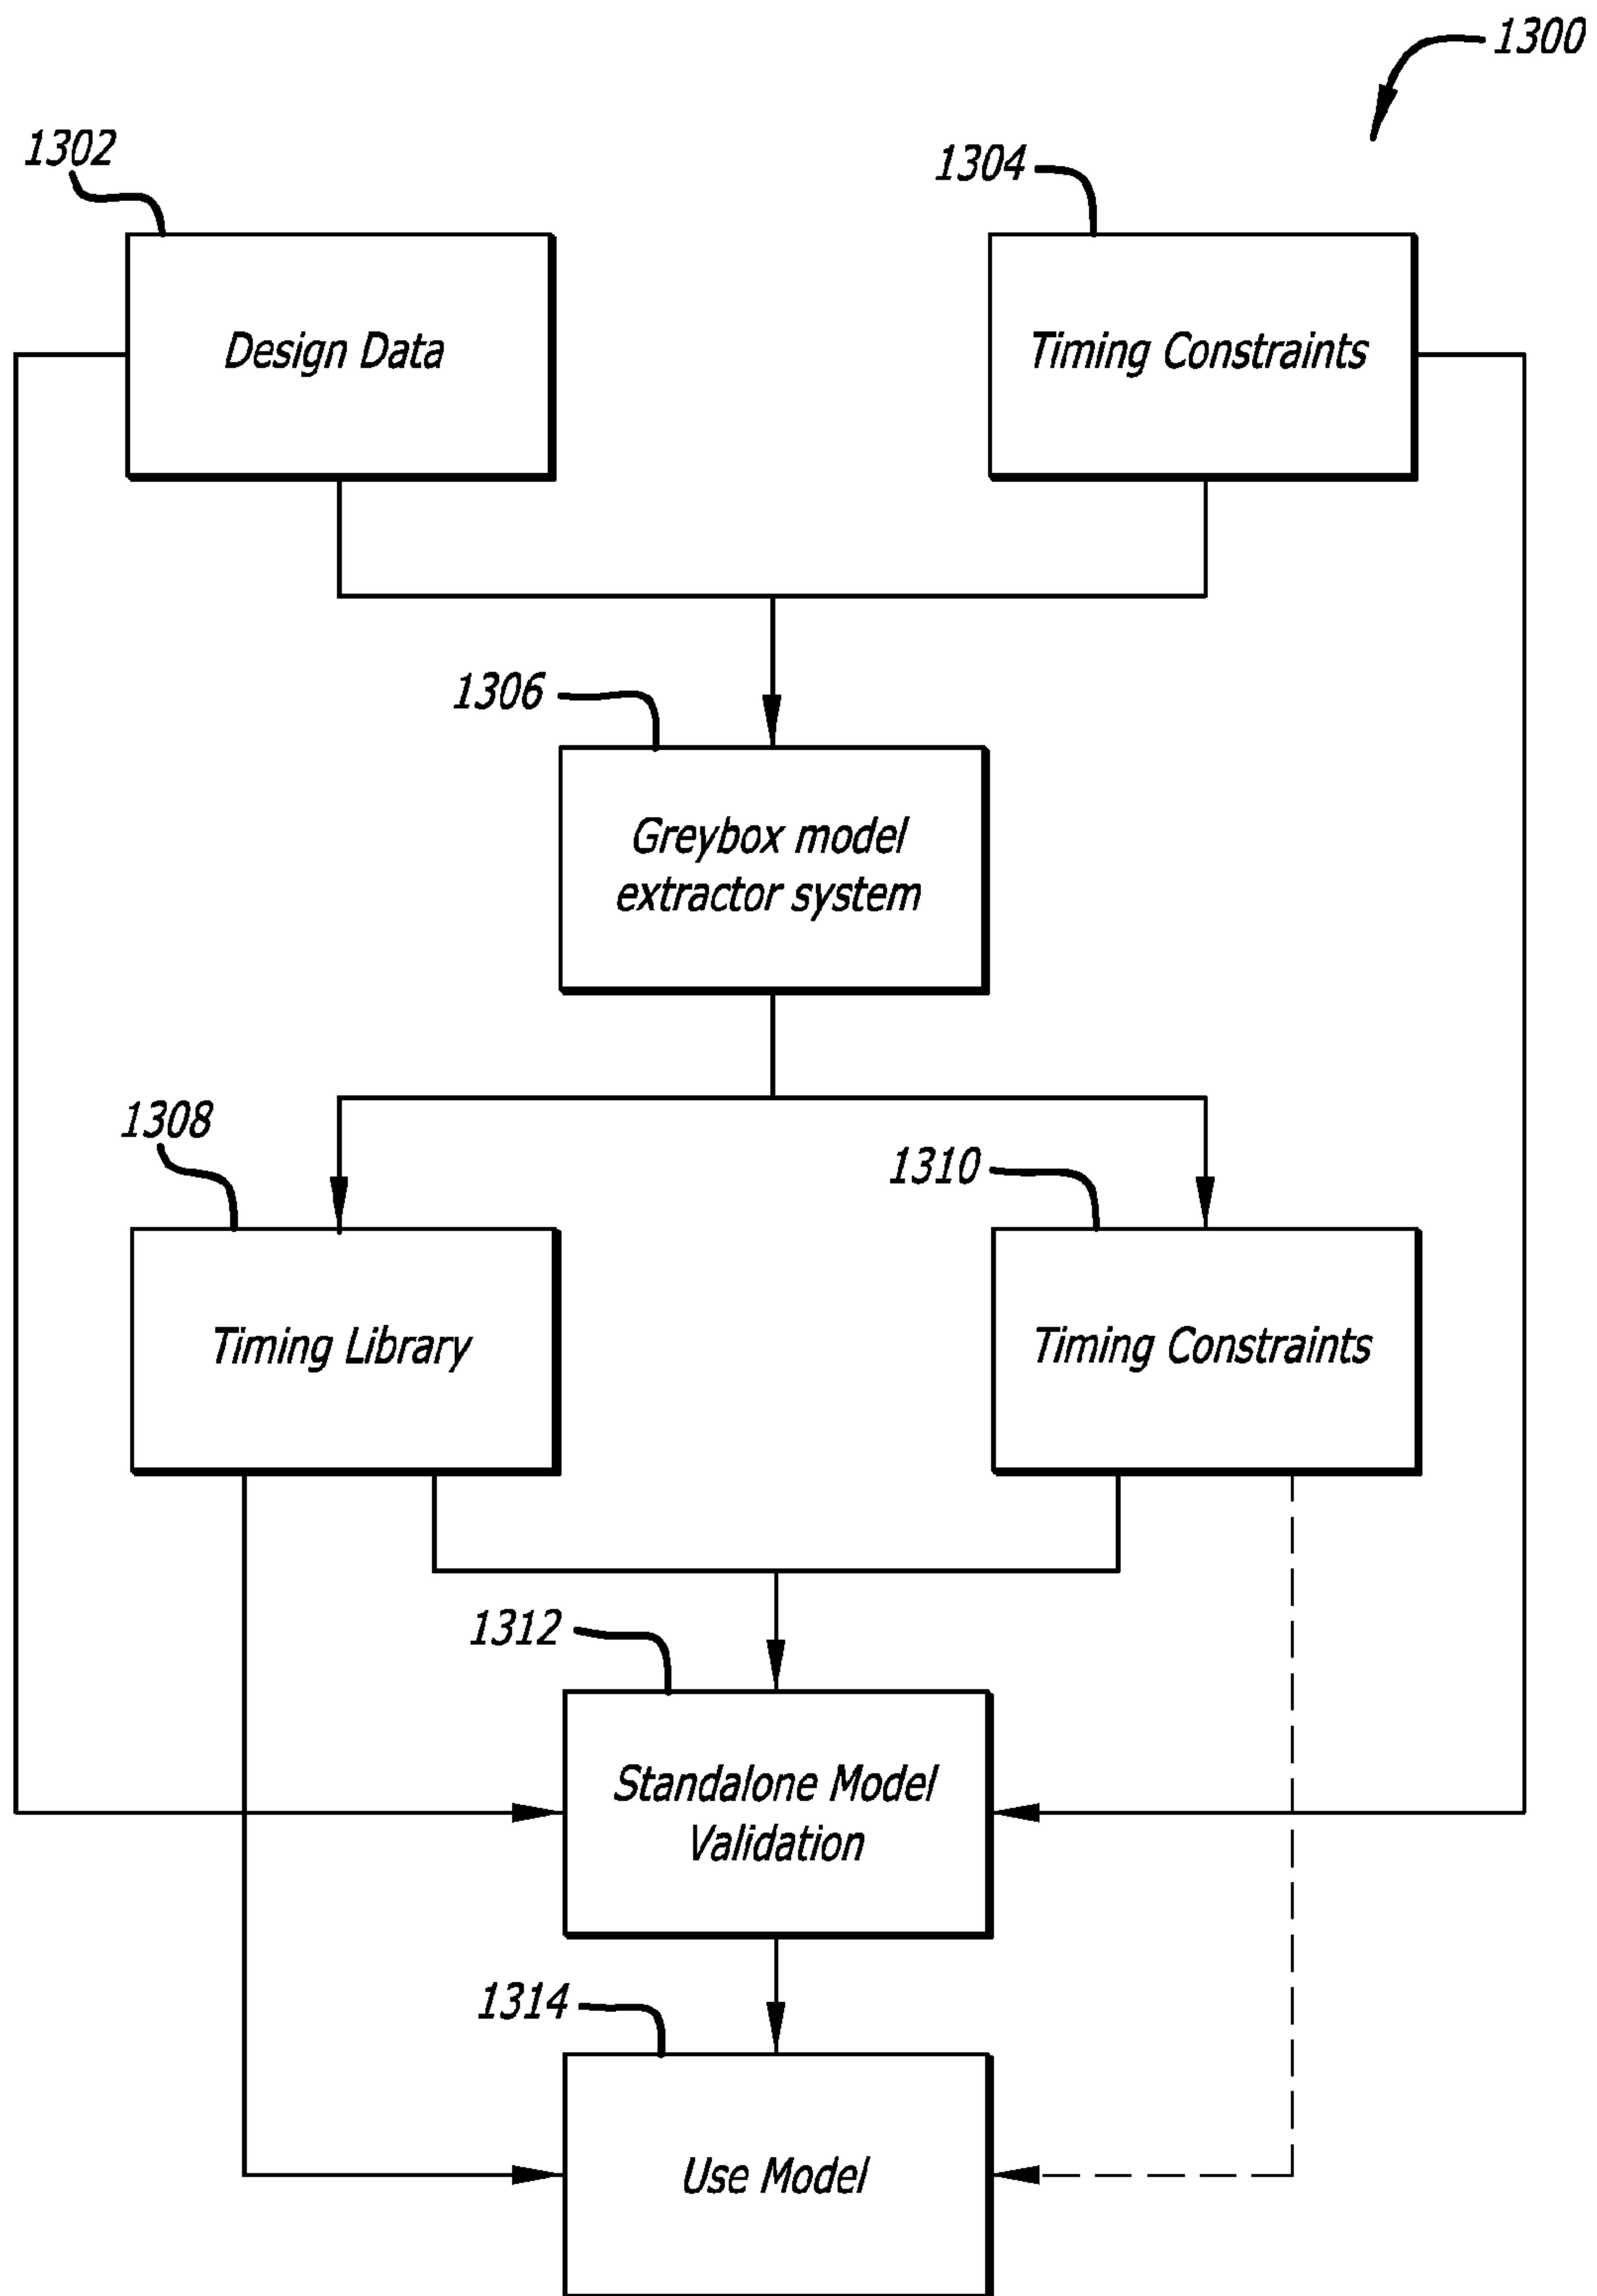 1300
1302
1304
Design Data
Timing Constraints
1306
Greybox model
extractor system
1308
1310
Timing Library
Timing Constraints
1312
Standalone Model
Validation
1314
Use Model